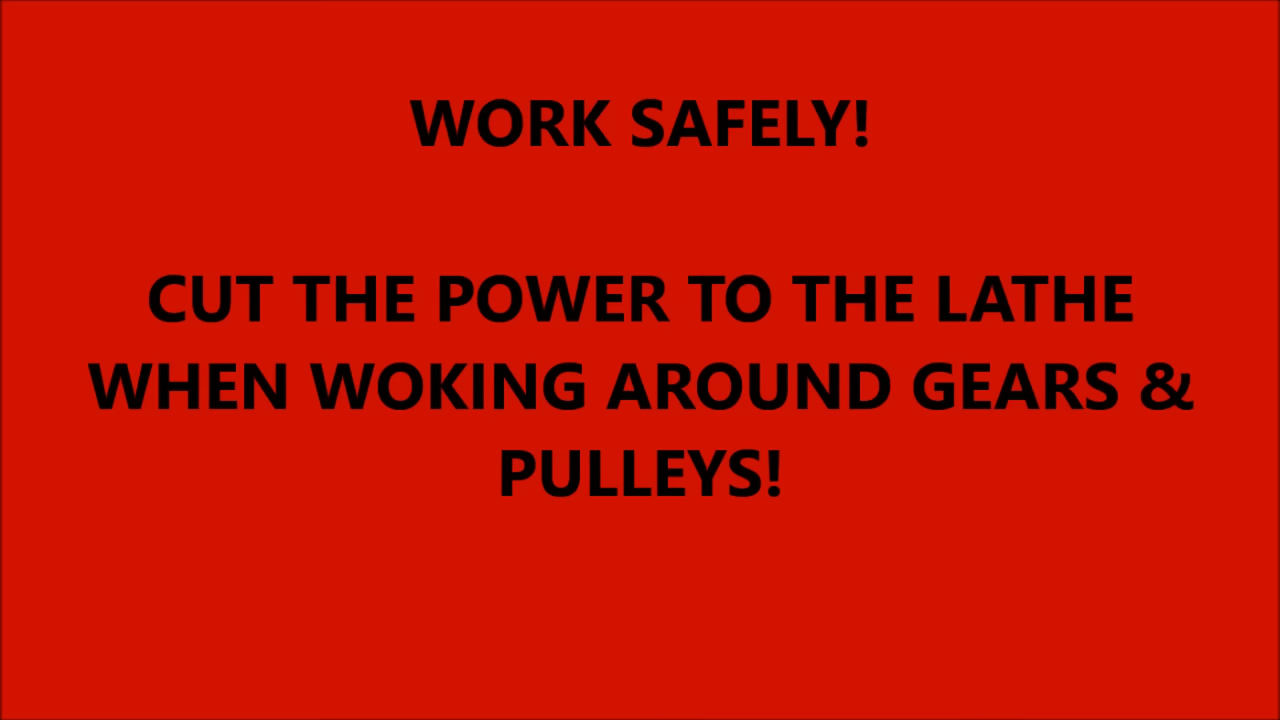 WORK SAFELY!
CUT THE POWER TO THE LATHE
WHEN WOKING AROUND GEARS &
PULLEYS!